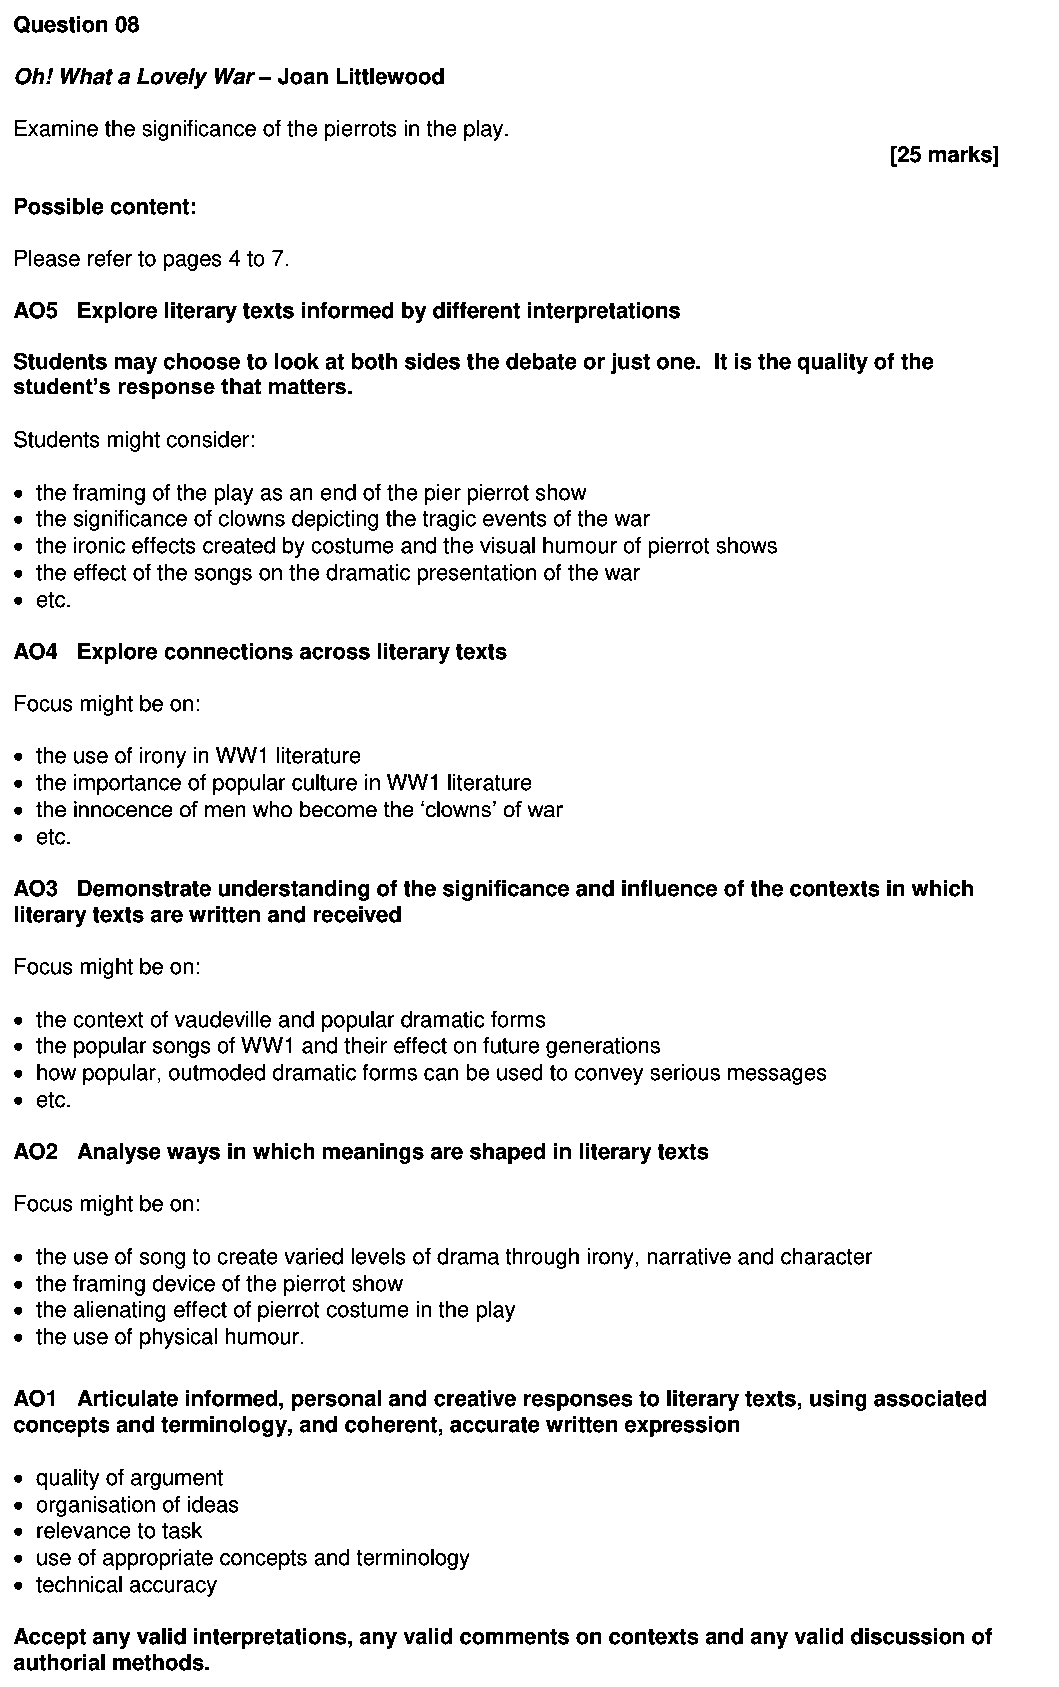 Question 08
Oh! What a Lovely War – Joan Littlewood
Examine the significance of the pierrots in the play.
[25 marks]
Possible content:
Please refer to pages 4 to 7.
AO5 Explore literary texts informed by different interpretations
Students may choose to look at both sides the debate or just one. It is the quality of the
student's response that matters.
Students might consider:
• the framing of the play as an end of the pier pierrot show
• the significance of clowns depicting the tragic events of the war
• the ironic effects created by costume and the visual humour of pierrot shows
• the effect of the songs on the dramatic presentation of the war
• etc.
AO4 Explore connections across literary texts
Focus might be on:
• the use of irony in WW1 literature
• the importance of popular culture in WW1 literature
• the innocence of men who become the 'clowns' of war
• etc.
AO3 Demonstrate understanding of the significance and influence of the contexts in which
literary texts are written and received
Focus might be on:
• the context of vaudeville and popular dramatic forms
• the popular songs of WW1 and their effect on future generations
• how popular, outmoded dramatic forms can be used to convey serious messages
• etc.
AO2 Analyse ways in which meanings are shaped in literary texts
Focus might be on:
• the use of song to create varied levels of drama through irony, narrative and character
• the framing device of the pierrot show
• the alienating effect of pierrot costume in the play
• the use of physical humour.
AO1 Articulate informed, personal and creative responses to literary texts, using associated
concepts and terminology, and coherent, accurate written expression
• quality of argument
• organisation of ideas
• relevance to task
• use of appropriate concepts and terminology
• technical accuracy
Accept any valid interpretations, any valid comments on contexts and any valid discussion of
authorial methods.